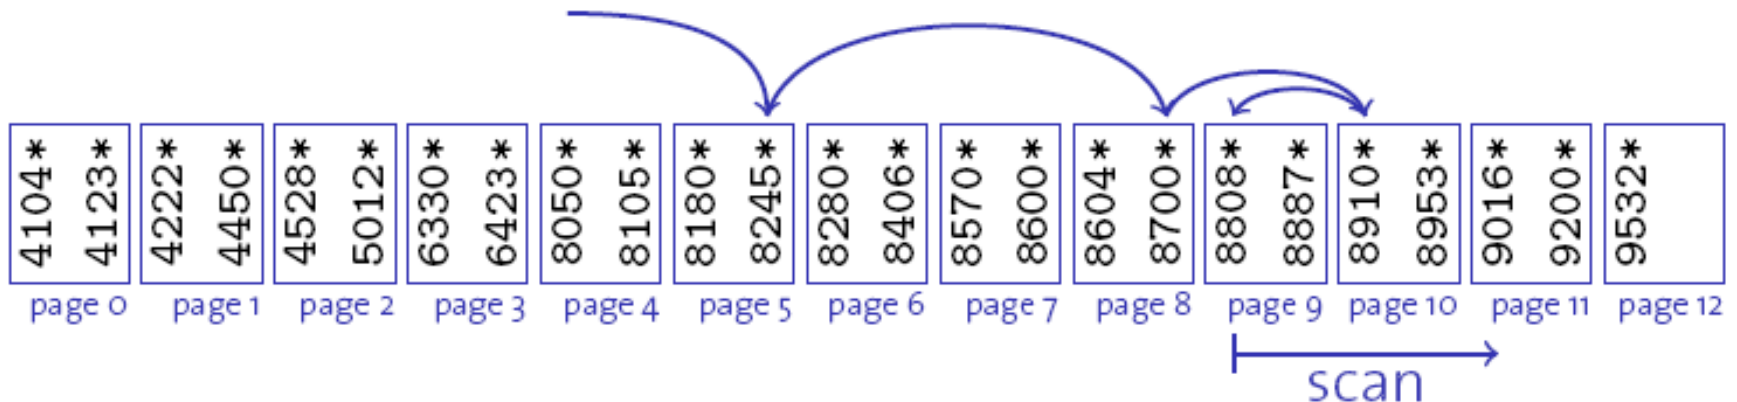 4104* 4123* 4222* 4450* 4528* 5012* 6330* 6423* 8050* 8105* 8180* 8245* 8280* 8406* 8570* 8600* 8604* 8700* 8808* 8887* 8910* 8953* 9016* 9200* 9532*
page 0 page 1 page 2 page 3 page 4 page 5 page 6 page 7 page 8 page 9 page 10 page 11 page 12
scan